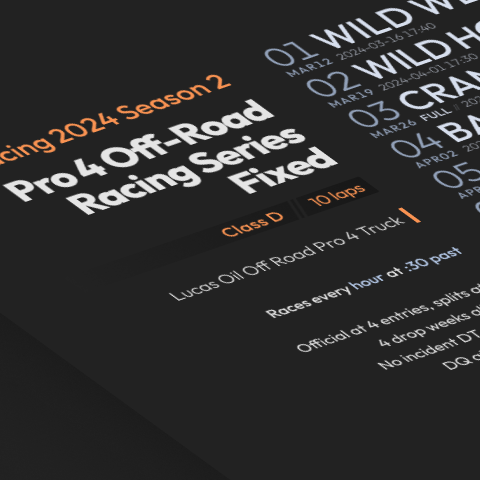 cing 2024 Season 2
Pro 4 Off-Road
Racing Series
Fixed
Class D
10 laps
Lucas Oil Off Road Pro 4 Truck
Races every hour at :30 past
Official at 4 entries, splits at
4 drop weeks
No incident DT
DQ
01 WILD WE
MAR12 2024-03-16 17:40
02 WILD HO
MAR19 2024-04-01 17:30
03 CRAN
MAR26 FULL
04 BA
APR02
05